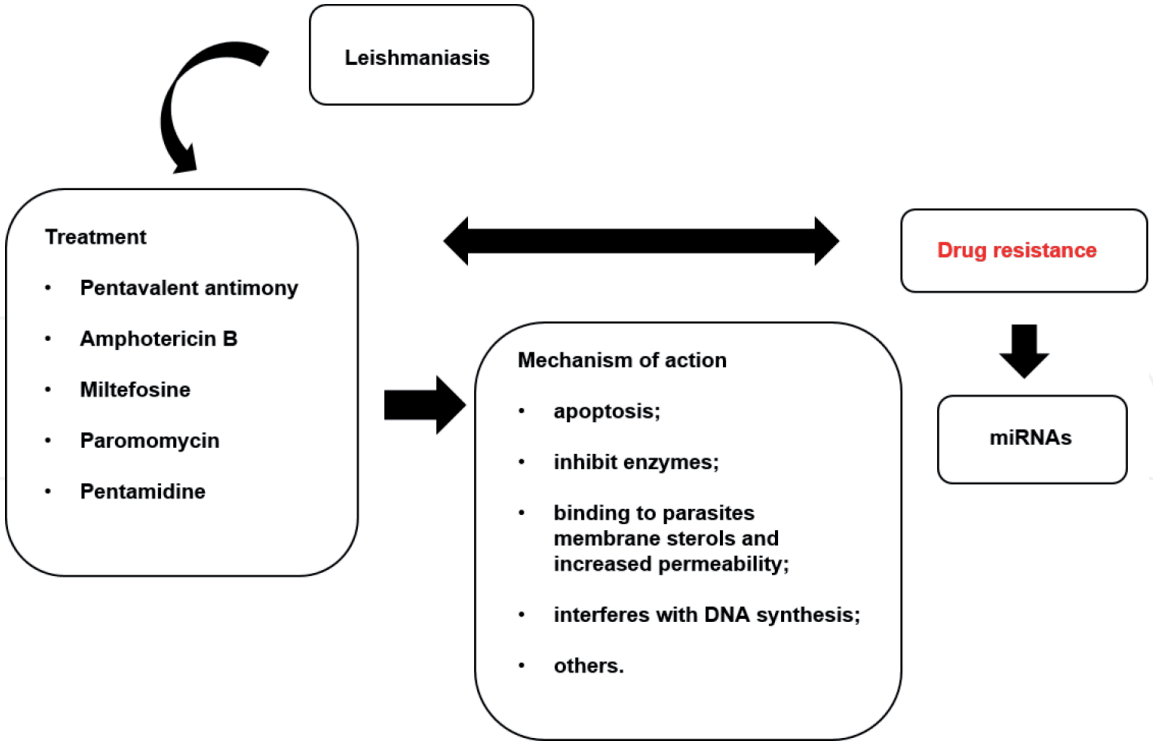 Leishmaniasis
Treatment
• Pentavalent antimony
• Amphotericin B
• Miltefosine
• Paromomycin
• Pentamidine
Drug resistance
Mechanism of action
• apoptosis;
• inhibit enzymes;
• binding to parasites
membrane sterols and
increased permeability;
• interferes with DNA synthesis;
• others.
miRNAs